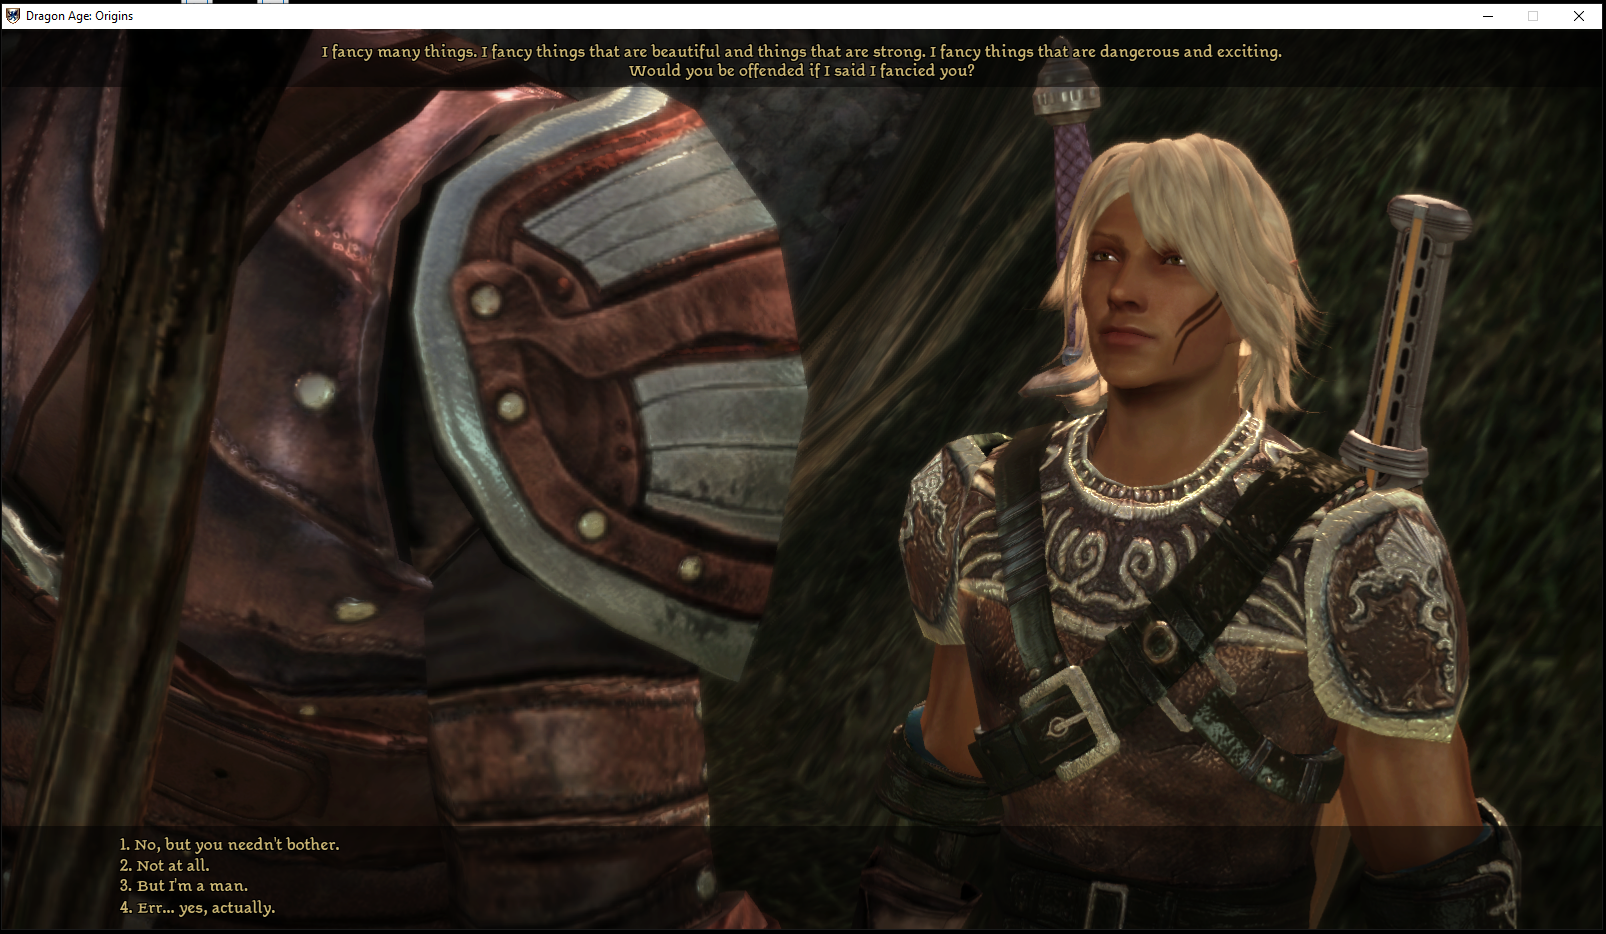 Dragon Age: Origins
I fancy many things. I fancy things that are beautiful and things that are strong. I fancy things that are dangerous and exciting.
Would you be offended if I said I fancied you?
1. No, but you needn't bother.
2. Not at all.
3. But I'm a man.
4. Err... yes, actually.